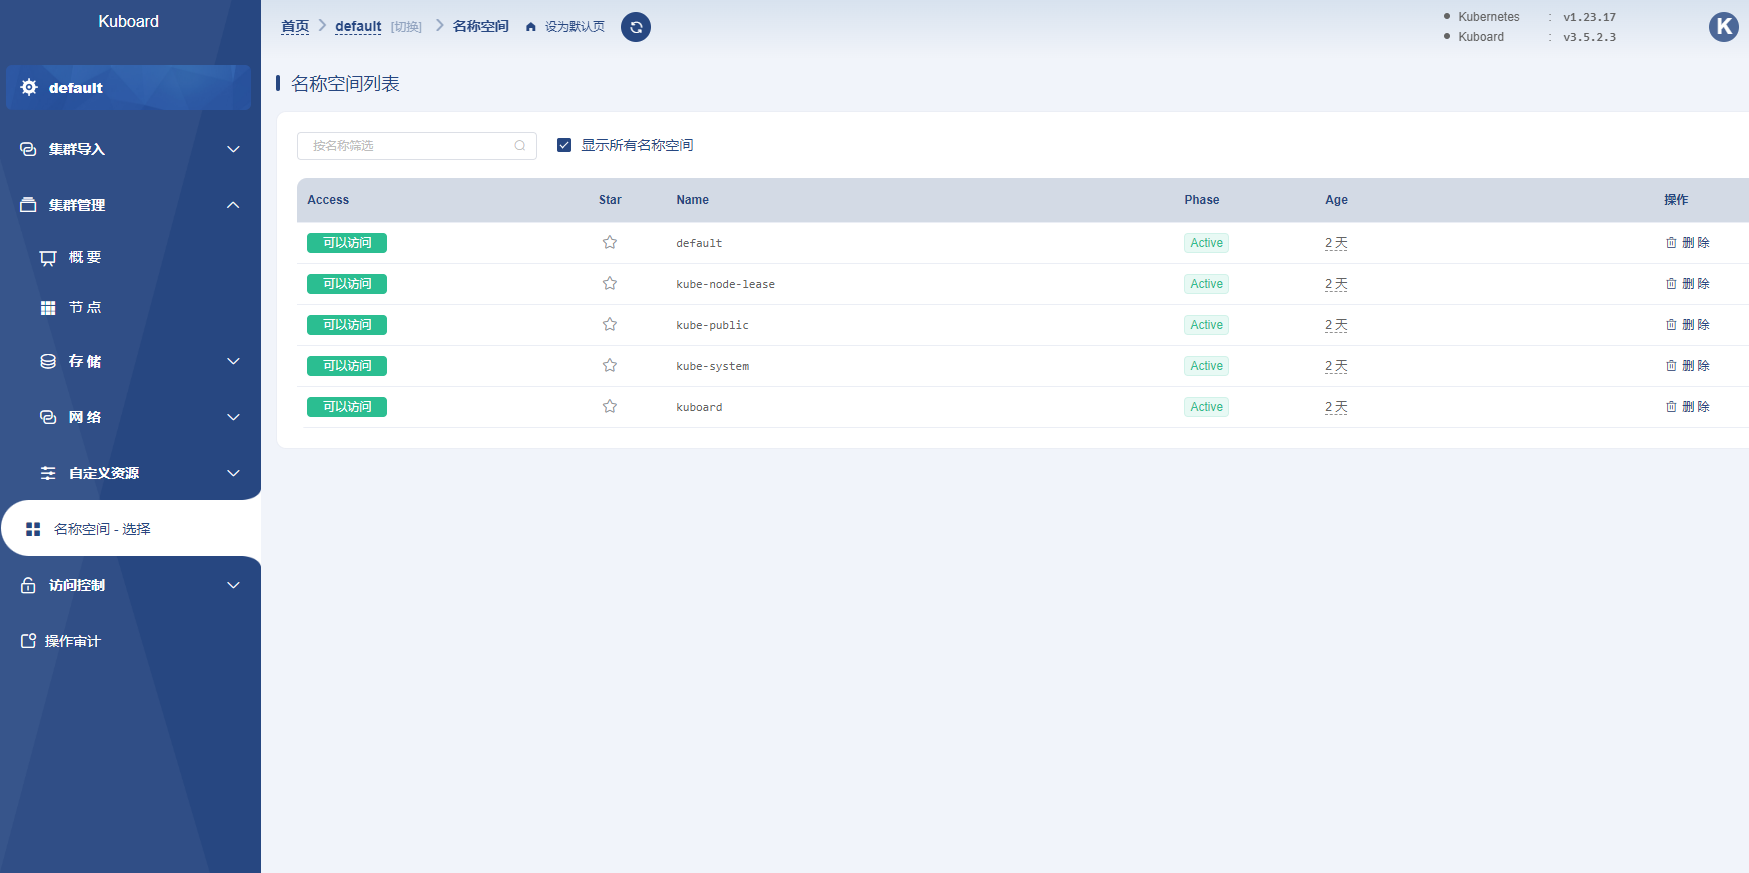 Kuboard
default
集群导入
集群管理
概 要
节 点
存 储
网 络
自定义资源
名称空间 - 选择
访问控制
操作审计
首页 default [切换] 名称空间 设为默认页
Kubernetes : v1.23.17
Kuboard : v3.5.2.3
K
名称空间列表
按名称筛选 显示所有名称空间
Access Star Name Phase Age 操作
可以访问 default Active 2 天 删 除
可以访问 kube-node-lease Active 2 天 删 除
可以访问 kube-public Active 2 天 删 除
可以访问 kube-system Active 2 天 删 除
可以访问 kuboard Active 2 天 删 除